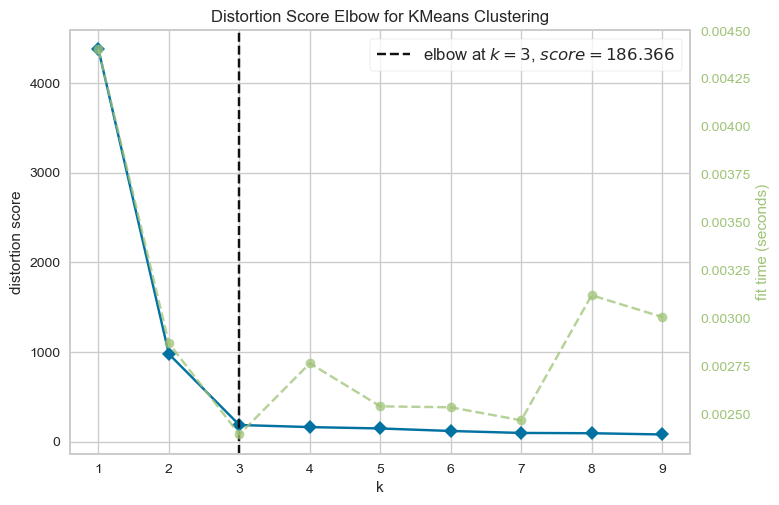 Distortion Score Elbow for KMeans Clustering
elbow at k = 3, score = 186.366
distortion score
4000
3000
2000
1000
0
1 2 3 4 5 6 7 8 9
k
0.00450
0.00425
0.00400
0.00375
0.00350
0.00325
0.00300
0.00275
0.00250
fit time (seconds)